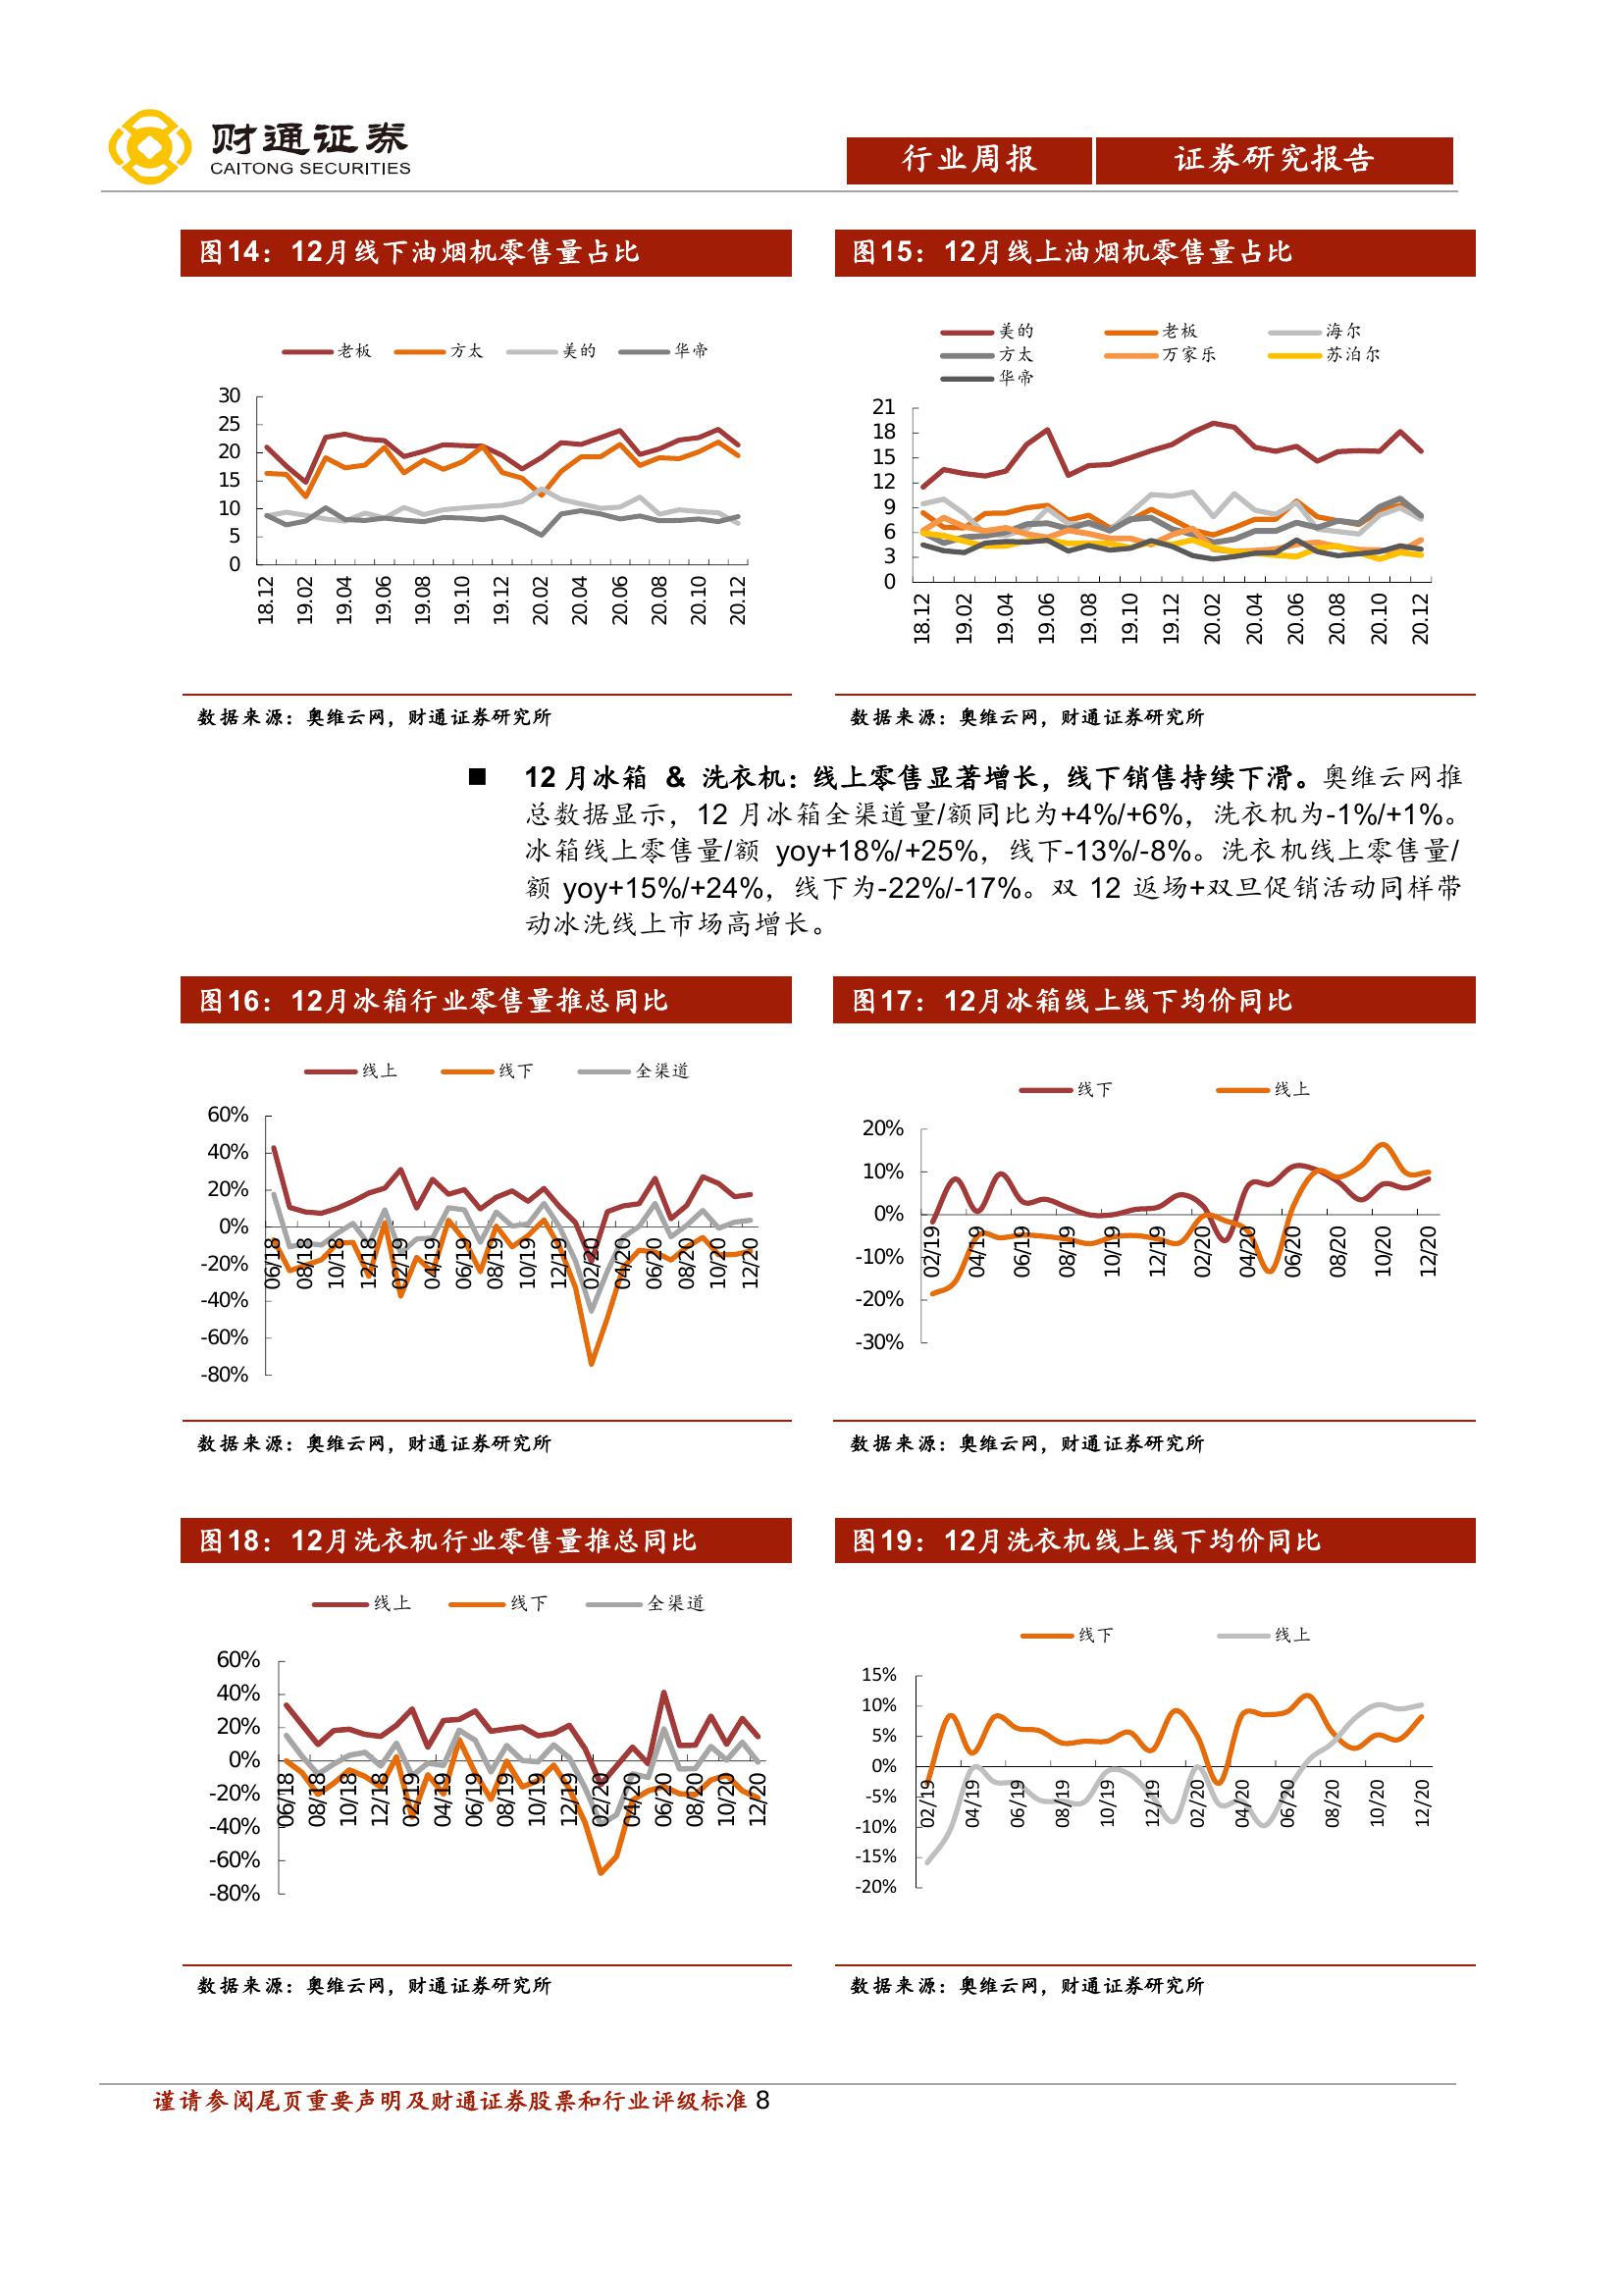 财通证券
CAITONG SECURITIES
行业周报
证券研究报告
图14：12月线下油烟机零售量占比
老板 方太 美的 华帝
30
25
20
15
10
5
0
18.12 19.02 19.04 19.06 19.08 19.10 19.12 20.02 20.04 20.06 20.08 20.10 20.12
数据来源：奥维云网，财通证券研究所
图15：12月线上油烟机零售量占比
美的 老板 海尔
方太 万家乐 苏泊尔
华帝
21
18
15
12
9
6
3
0
18.12 19.02 19.04 19.06 19.08 19.10 19.12 20.02 20.04 20.06 20.08 20.10 20.12
数据来源：奥维云网，财通证券研究所
■ 12 月冰箱 & 洗衣机：线上零售显著增长，线下销售持续下滑。奥维云网推
总数据显示，12 月冰箱全渠道量/额同比为+4%/+6%，洗衣机为-1%/+1%。
冰箱线上零售量/额 yoy+18%/+25%，线下-13%/-8%。洗衣机线上零售量/
额 yoy+15%/+24%，线下为-22%/-17%。双 12 返场+双旦促销活动同样带
动冰洗线上市场高增长。
图16：12月冰箱行业零售量推总同比
线上 线下 全渠道
60%
40%
20%
0%
-20%
-40%
-60%
-80%
06/18 08/18 10/18 12/18 02/19 04/19 06/19 08/19 10/19 12/19 02/20 04/20 06/20 08/20 10/20 12/20
数据来源：奥维云网，财通证券研究所
图17：12月冰箱线上线下均价同比
线下 线上
20%
10%
0%
-10%
-20%
-30%
02/19 04/19 06/19 08/19 10/19 12/19 02/20 04/20 06/20 08/20 10/20 12/20
数据来源：奥维云网，财通证券研究所
图18：12月洗衣机行业零售量推总同比
线上 线下 全渠道
60%
40%
20%
0%
-20%
-40%
-60%
-80%
06/18 08/18 10/18 12/18 02/19 04/19 06/19 08/19 10/19 12/19 02/20 04/20 06/20 08/20 10/20 12/20
数据来源：奥维云网，财通证券研究所
图19：12月洗衣机线上线下均价同比
线下 线上
15%
10%
5%
0%
-5%
-10%
-15%
-20%
02/19 04/19 06/19 08/19 10/19 12/19 02/20 04/20 06/20 08/20 10/20 12/20
数据来源：奥维云网，财通证券研究所
谨请参阅尾页重要声明及财通证券股票和行业评级标准 8